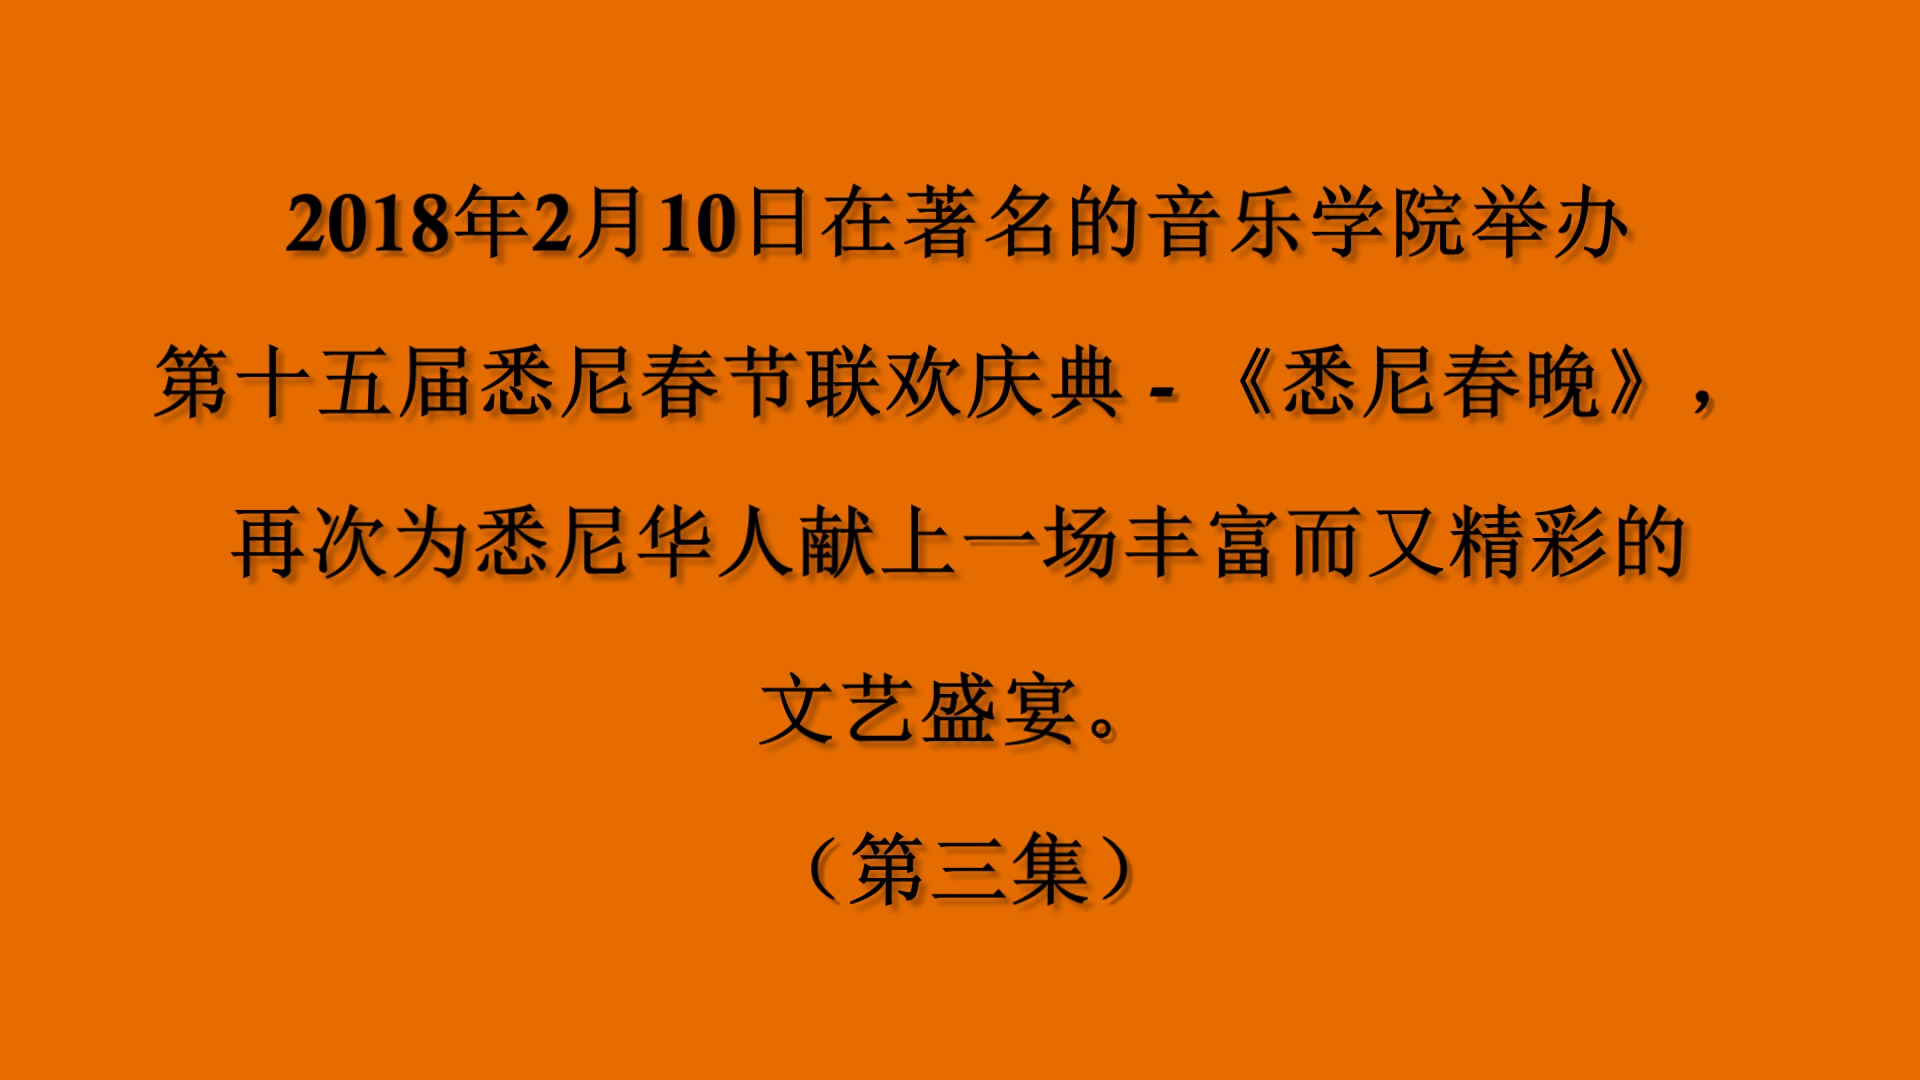 2018年2月10日在著名的音乐学院举办
第十五届悉尼春节联欢庆典 - 《悉尼春晚》，
再次为悉尼华人献上一场丰富而又精彩的
文艺盛宴。
（第三集）